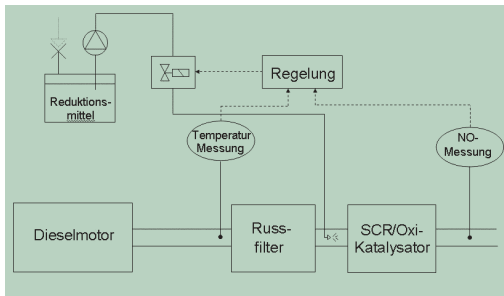 Regelung
Reduktions-
mittel
Temperatur
Messung
NO-
Messung
Dieselmotor
Russ-
filter
SCR/Oxi-
Katalysator